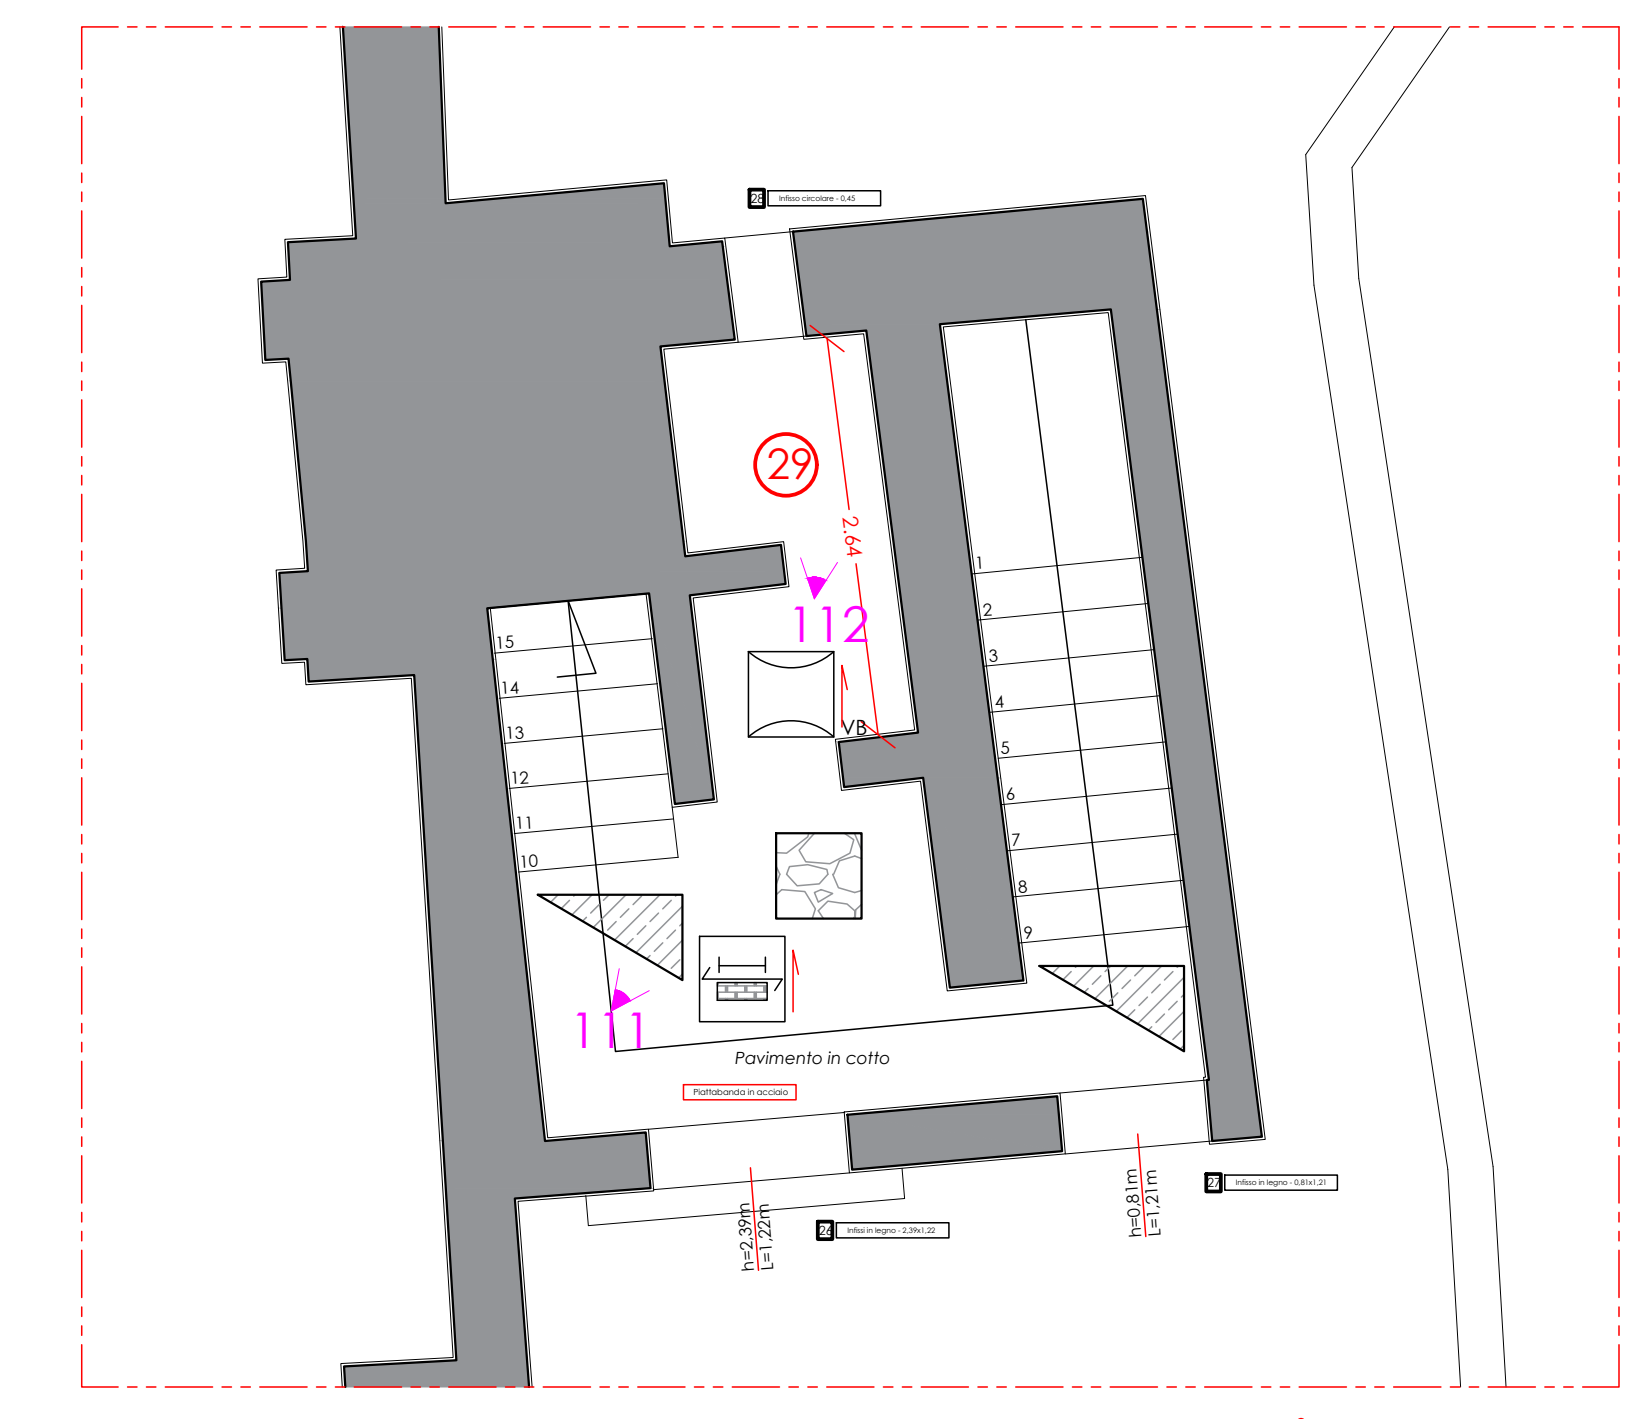 28 Infisso circolare - 0,45
29
2.64
112
VB
1
2
3
4
5
6
7
8
9
15
14
13
12
11
10
111
Pavimento in cotto
Piattabanda in acciaio
h=2,39m
L=1,22m
26 Infissi in legno - 2,39x1,22
h=0,81m
L=1,21m
27 Infisso in legno - 0,81x1,21